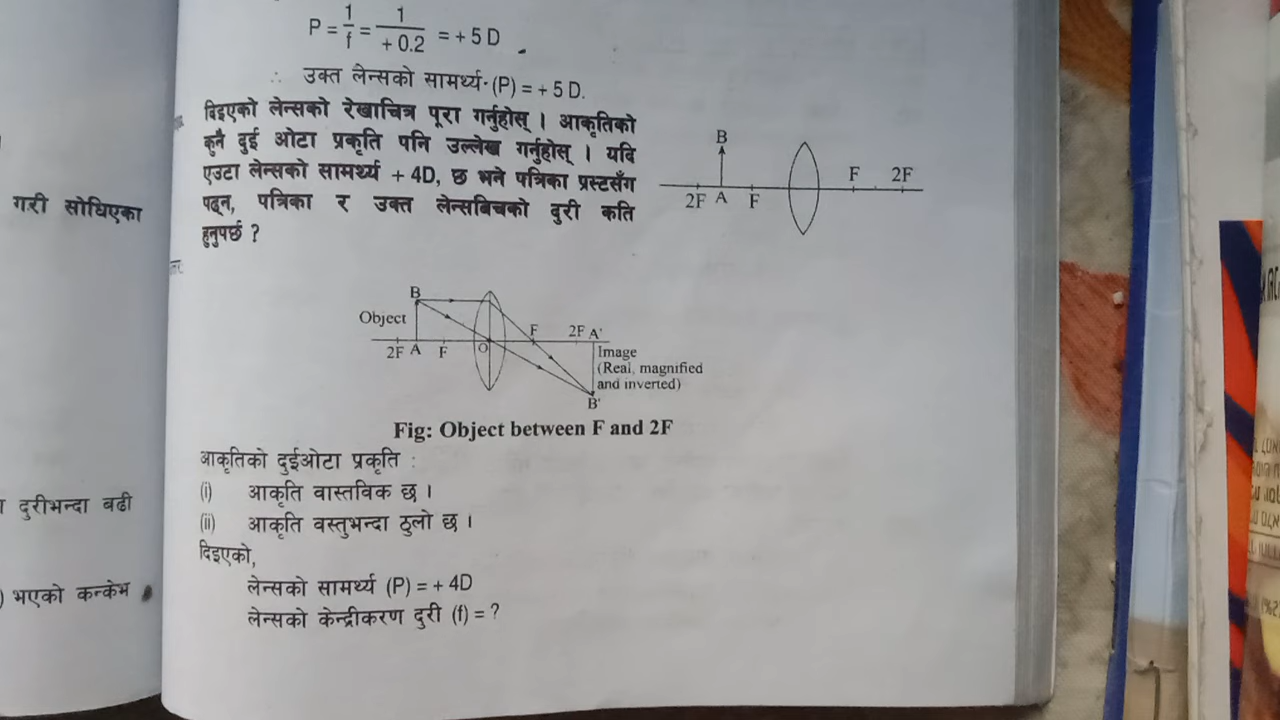 P = 1/f = 1/+ 0.2 = + 5 D
∴ उक्त लेन्सको सामर्थ्य (P) = + 5 D.
दिइएको लेन्सको रेखाचित्र पूरा गर्नुहोस् । आकृतिको
कुनै दुई ओटा प्रकृति पनि उल्लेख गर्नुहोस् । यदि
एउटा लेन्सको सामर्थ्य + 4D, छ भने पत्रिका प्रस्टसँग
पढ्न, पत्रिका र उक्त लेन्सबिचको दुरी कति
हुनुपर्छ ?
B
F 2F
2F A F
B
Object
F 2F A'
2F A F O
Image
(Real, magnified
and inverted)
B'
Fig: Object between F and 2F
आकृतिको दुईओटा प्रकृति :
(i) आकृति वास्तविक छ ।
(ii) आकृति वस्तुभन्दा ठुलो छ ।
दिइएको,
लेन्सको सामर्थ्य (P) = + 4D
लेन्सको केन्द्रीकरण दुरी (f) = ?
गरी सोधिएका
दुरीभन्दा बढी
) भएको कन्केभ